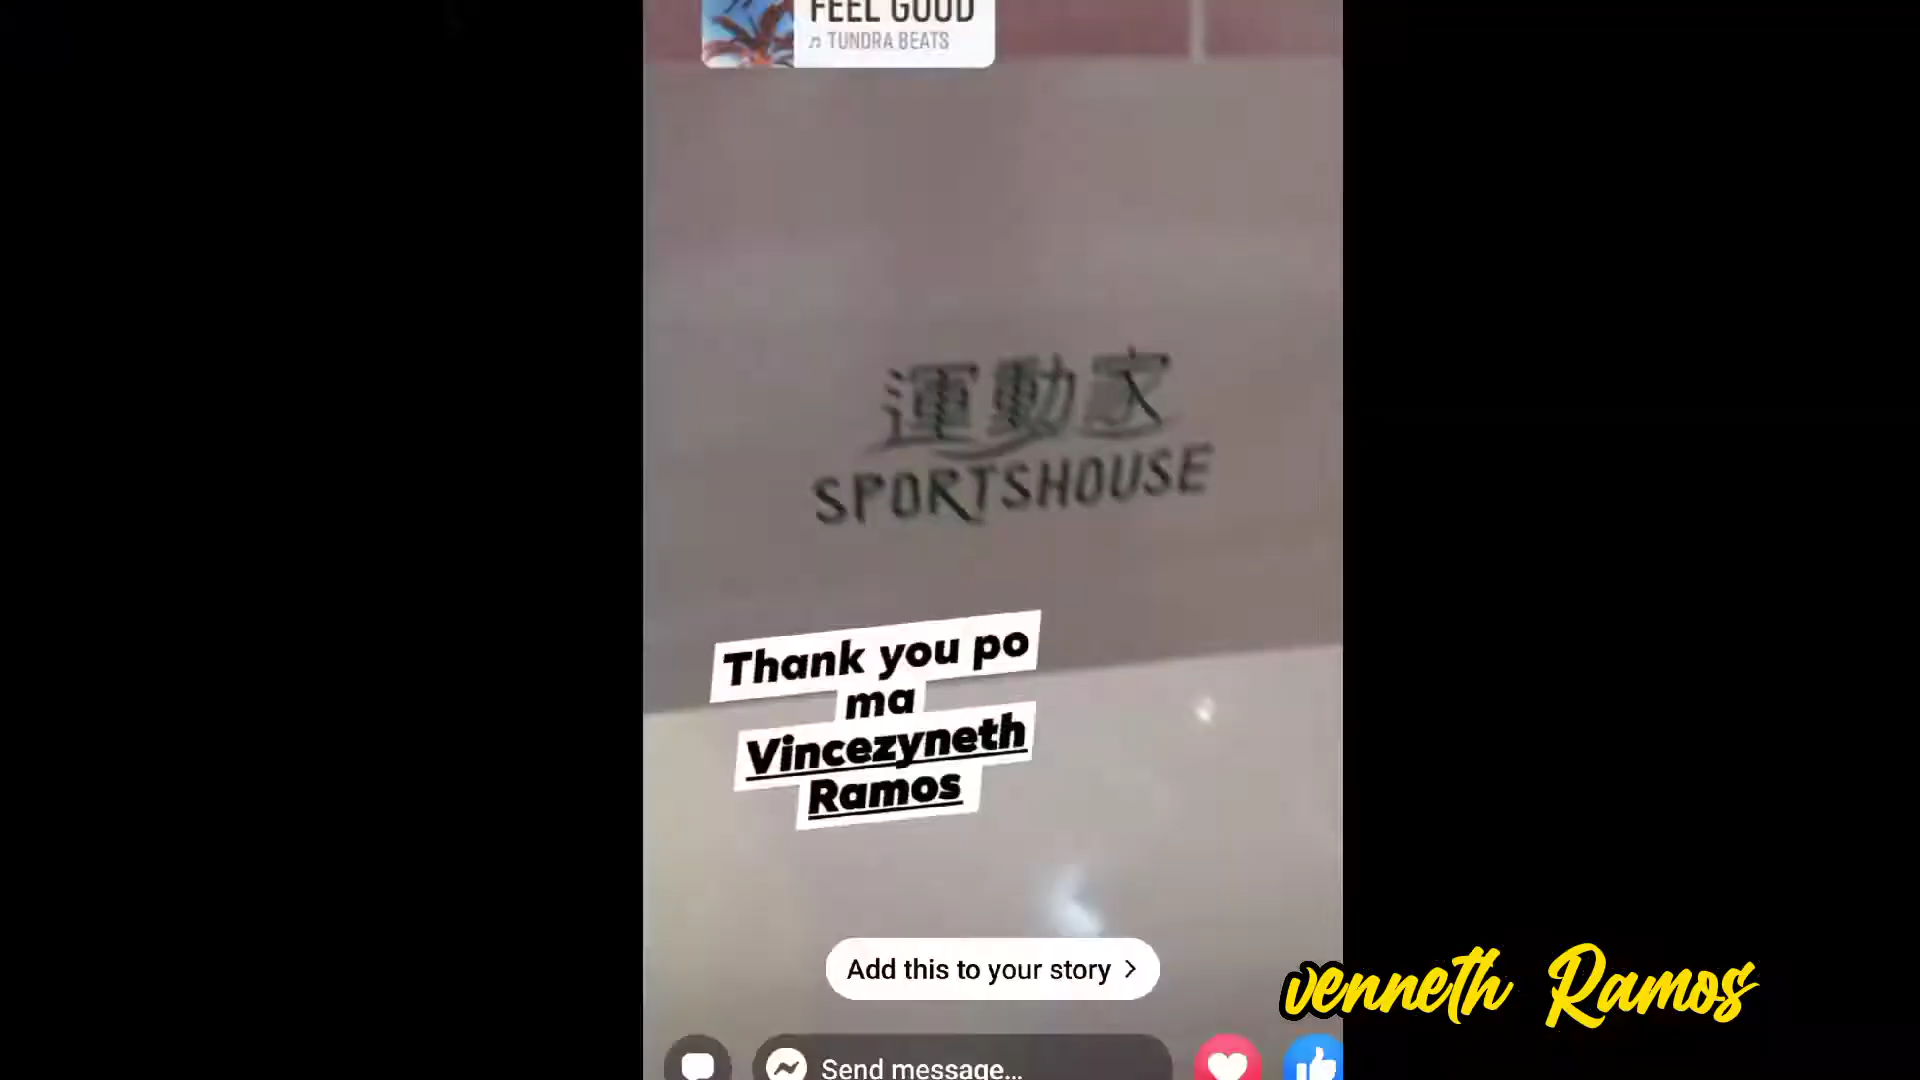 FEEL GOOD
♫ TUNDRA BEATS
運動家
SPORTSHOUSE
Thank you po
ma
Vincezyneth
Ramos
Add this to your story >
Send message...
venneth Ramos